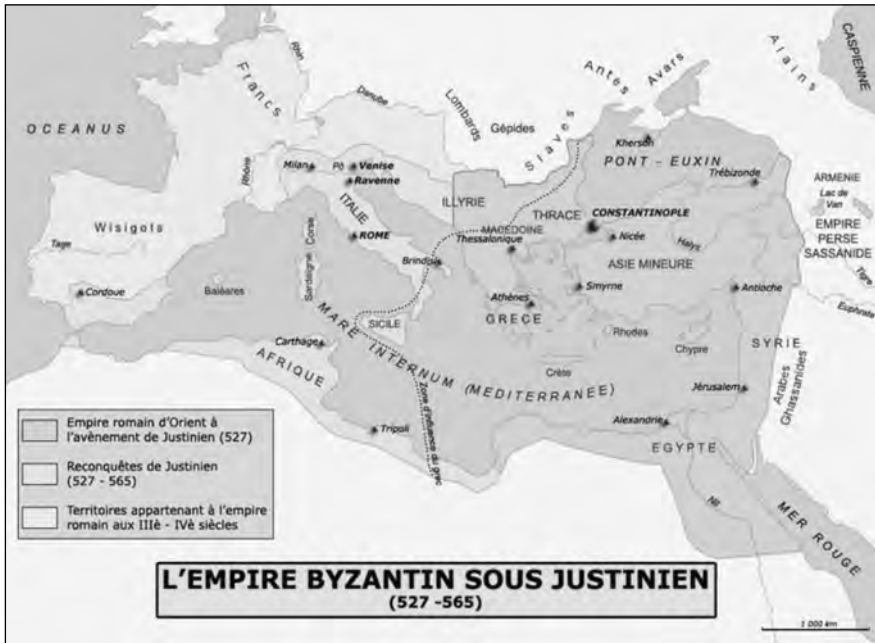 OCEANUS
Francs
Rhin
Danube
Lombards
Gépides
Slaves
Antès
Avars
Alains
CASPIENNE
Kherson
PONT - EUXIN
Trébizonde
ARMENIE
Lac de
Van
EMPIRE
PERSE
SASSANIDE
Tigre
Euphrate
Milan
Pô
Venise
Ravenne
Rhône
ITALIE
ILLYRIE
THRACE
CONSTANTINOPLE
MACEDOINE
Thessalonique
Nicée
Halys
ASIE MINEURE
Wisigots
Tage
Cordoue
Baléares
Sardaigne
Corse
ROME
Brindisi
Smyrne
Antioche
Athènes
GRECE
SICILE
Rhodes
Chypre
SYRIE
Carthage
AFRIQUE
MARE INTERNUM (MEDITERRANEE)
Crète
Arabes
Ghassanides
Jérusalem
Tripoli
Zone d'influence du grec
Alexandrie
EGYPTE
Nil
MER ROUGE
Empire romain d'Orient à
l'avènement de Justinien (527)
Reconquêtes de Justinien
(527 - 565)
Territoires appartenant à l'empire
romain aux IIIè - IVè siècles
L'EMPIRE BYZANTIN SOUS JUSTINIEN
(527 -565)
1 000 km